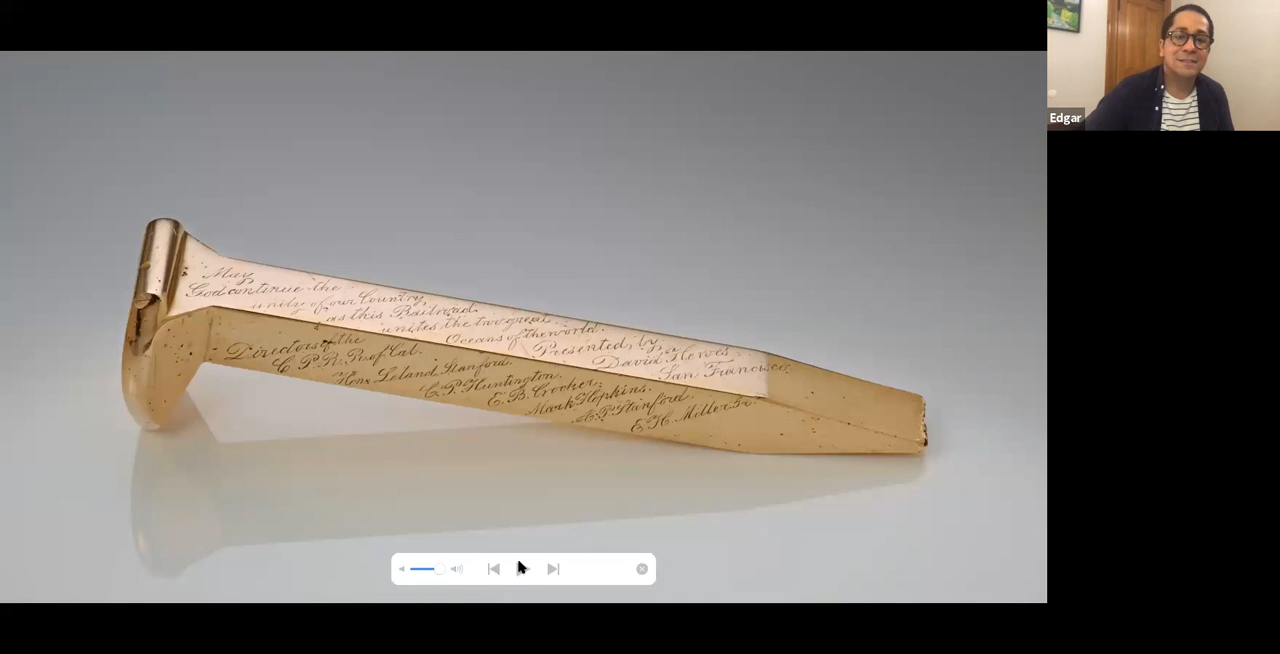 Edgar
May
God continue the
unity of our Country
as this Railroad
unites the two great
Oceans of the world.
Presented by
David Hewes
San Francisco.
Directors of the
C. P. R. R. of Cal.
Hon. Leland Stanford.
C. P. Huntington.
E. B. Crocker.
Mark Hopkins.
A. P. Stanford.
E. H. Miller Jr.